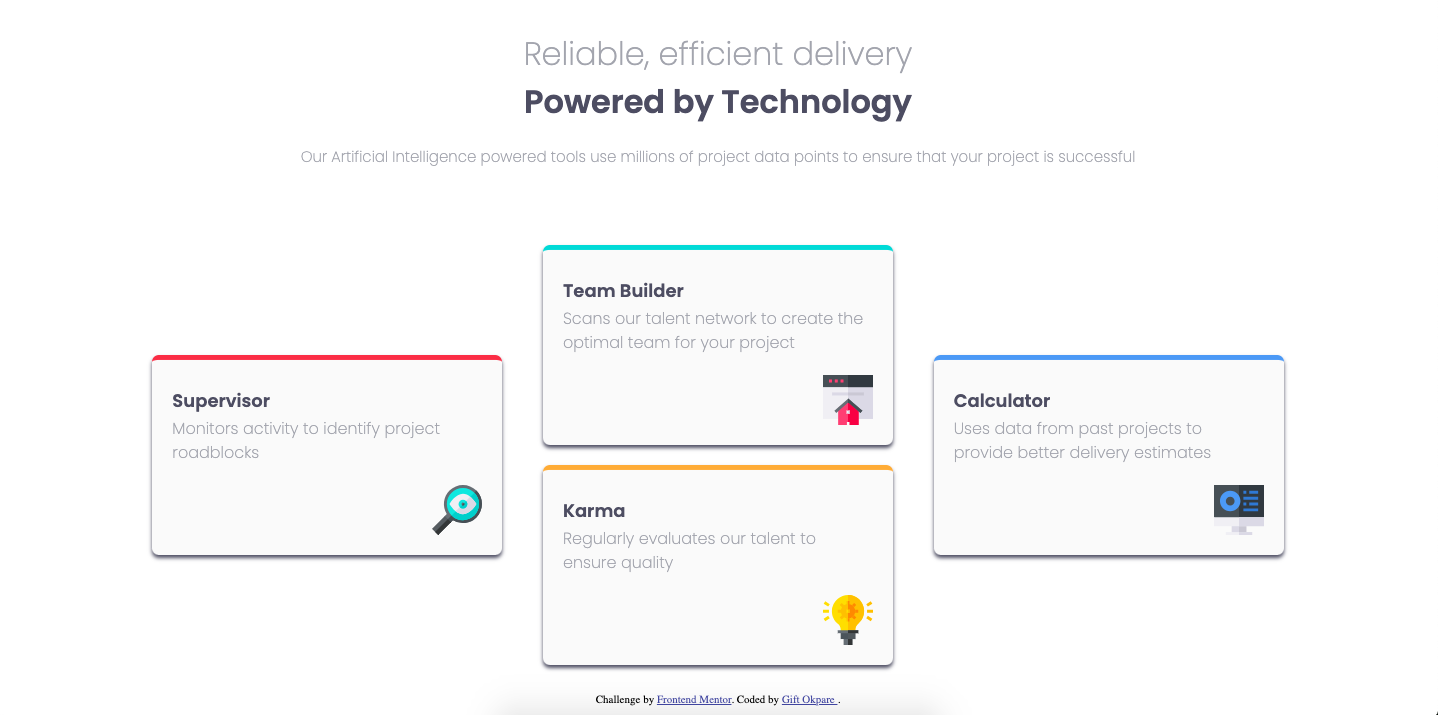 Reliable, efficient delivery
Powered by Technology
Our Artificial Intelligence powered tools use millions of project data points to ensure that your project is successful
Team Builder
Scans our talent network to create the
optimal team for your project
Supervisor
Monitors activity to identify project
roadblocks
Calculator
Uses data from past projects to
provide better delivery estimates
Karma
Regularly evaluates our talent to
ensure quality
Challenge by Frontend Mentor. Coded by Gift Okpare .